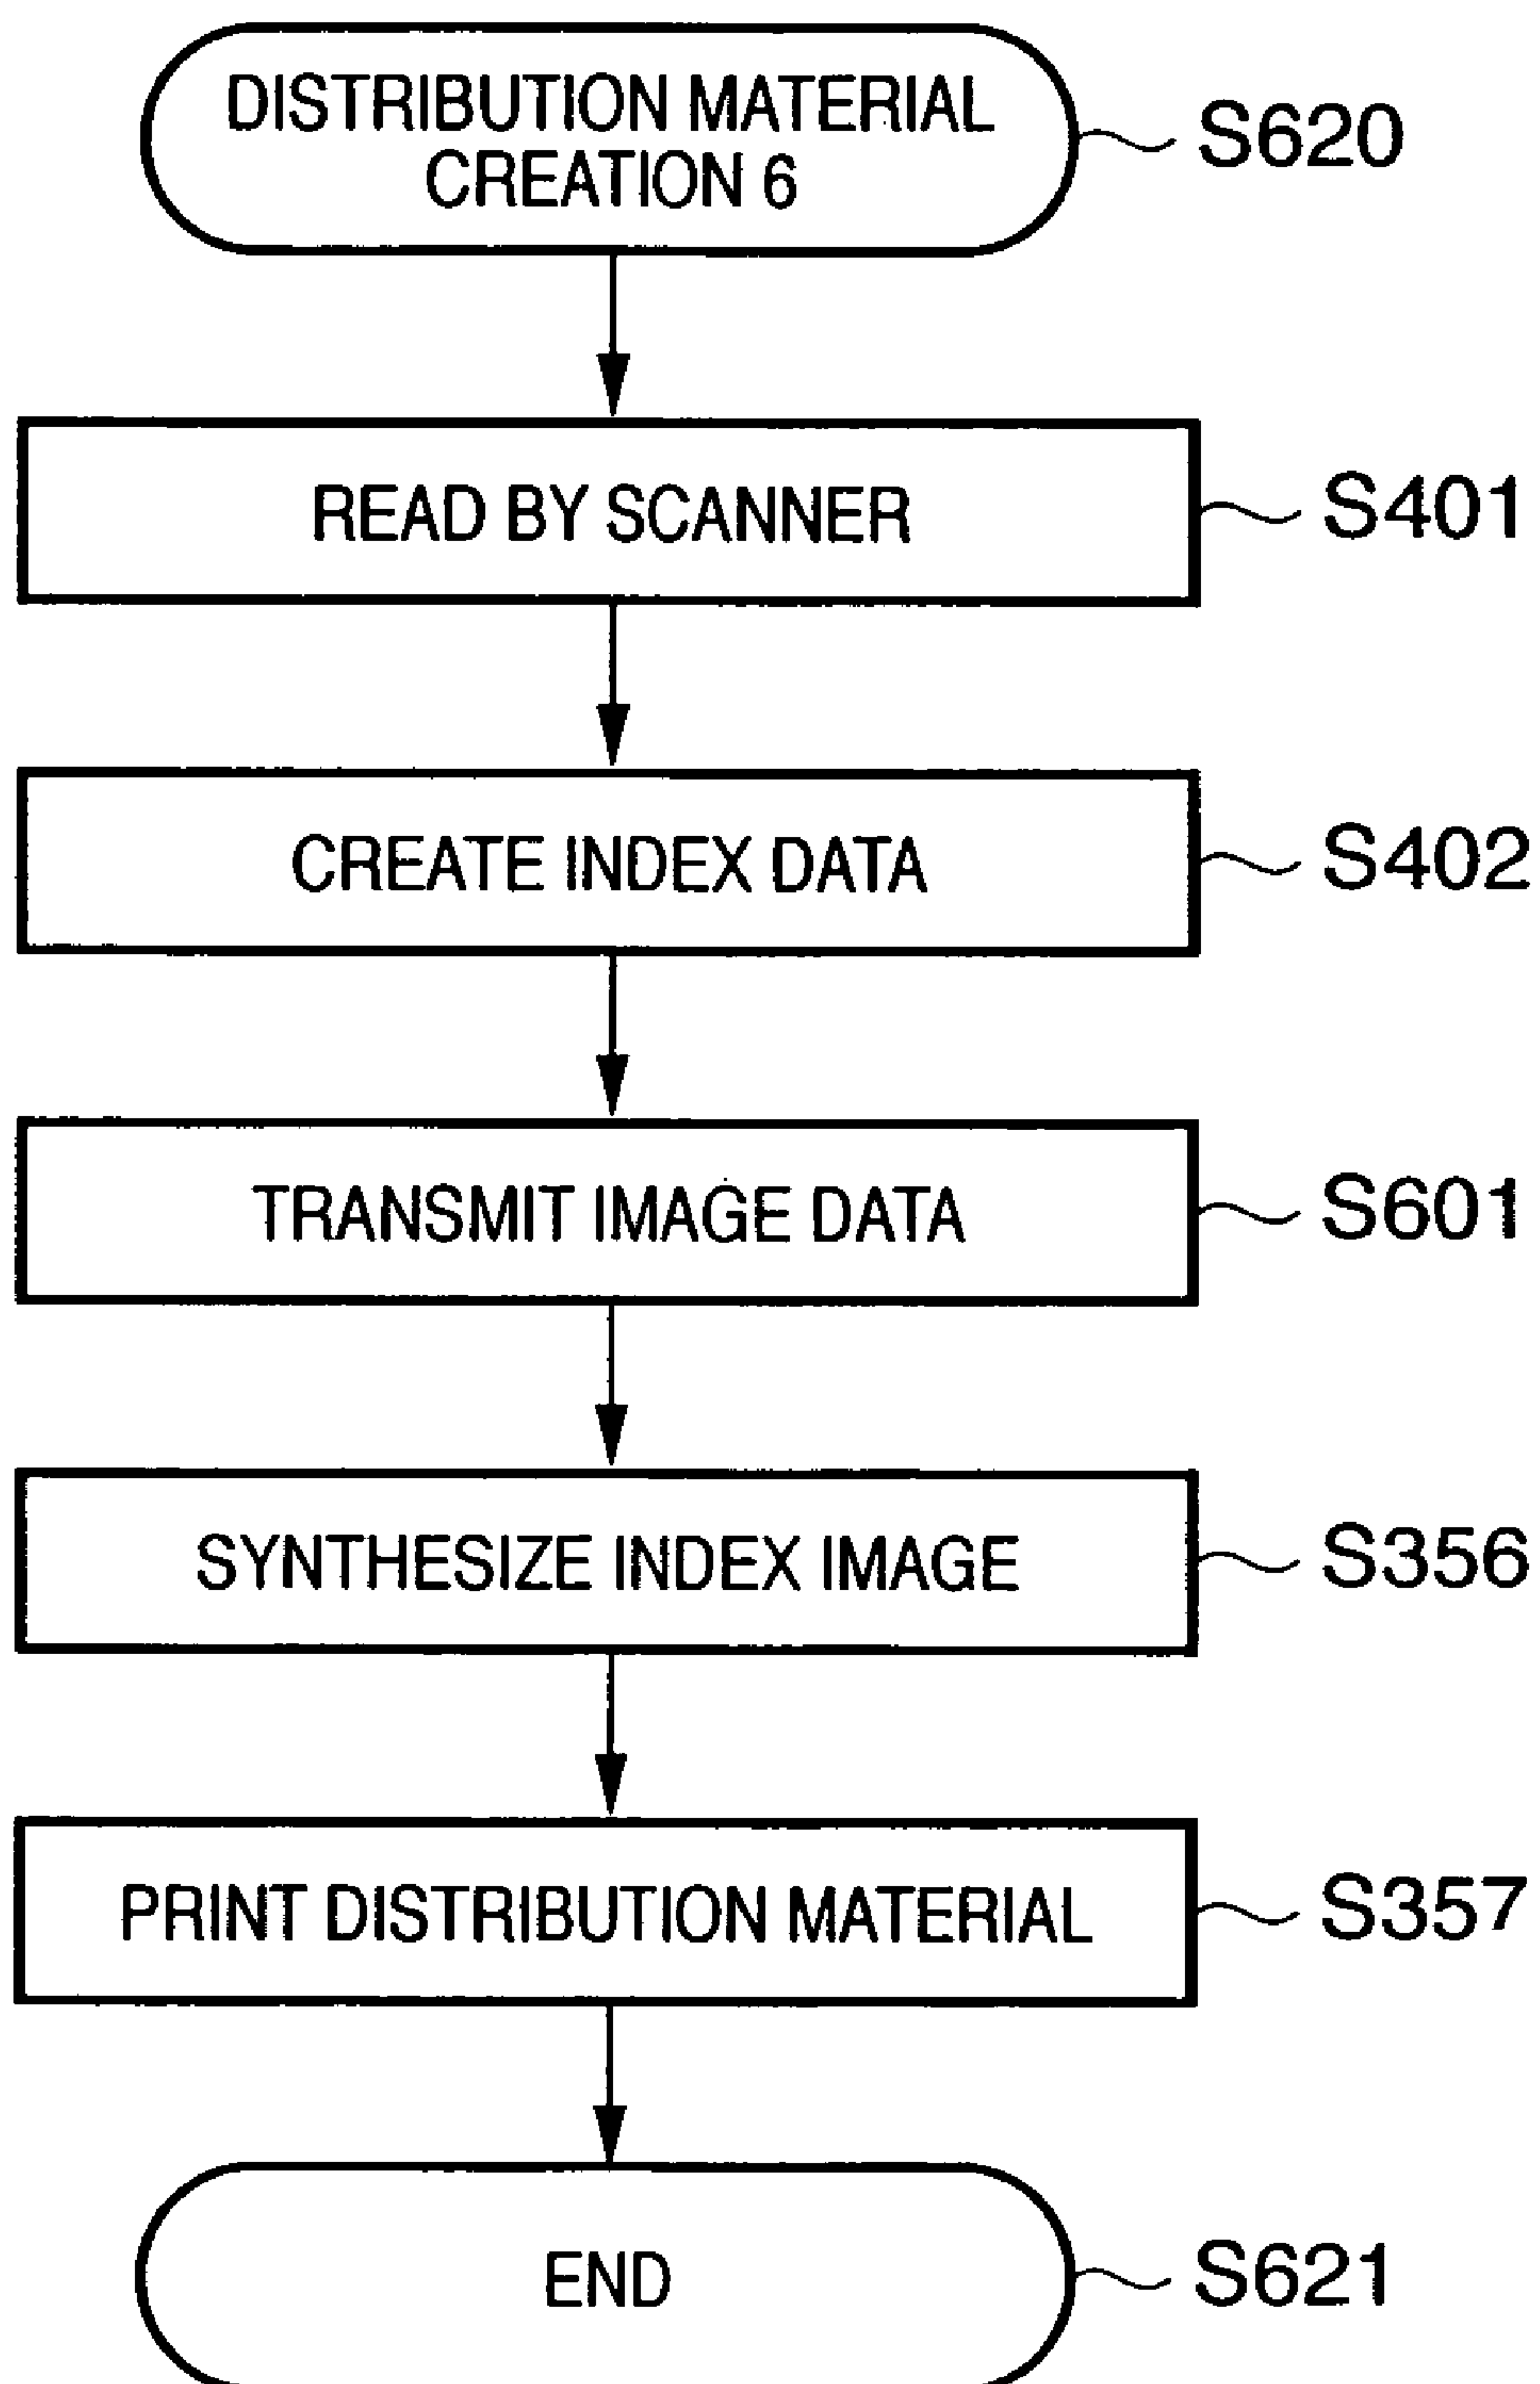 DISTRIBUTION MATERIAL
CREATION 6
S620
READ BY SCANNER
S401
CREATE INDEX DATA
S402
TRANSMIT IMAGE DATA
S601
SYNTHESIZE INDEX IMAGE
S356
PRINT DISTRIBUTION MATERIAL
S357
END
S621